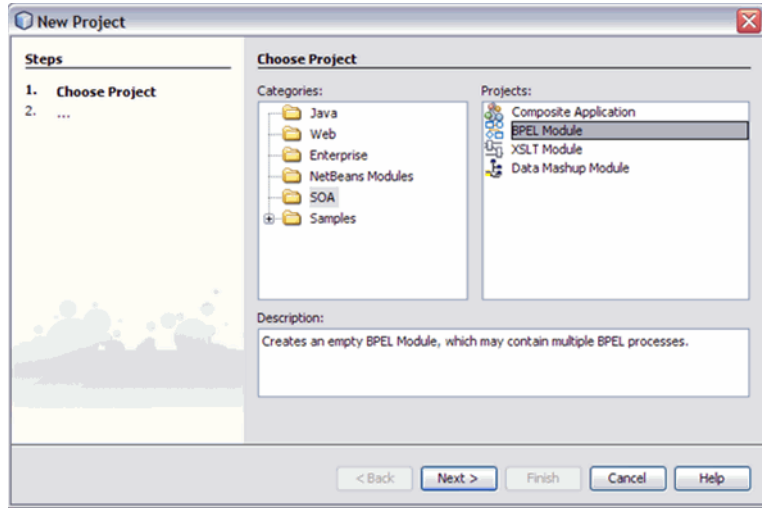 New Project
Steps
1. Choose Project
2. ...
Choose Project
Categories:
Java
Web
Enterprise
NetBeans Modules
SOA
Samples
Projects:
Composite Application
BPEL Module
XSLT Module
Data Mashup Module
Description:
Creates an empty BPEL Module, which may contain multiple BPEL processes.
< Back Next > Finish Cancel Help